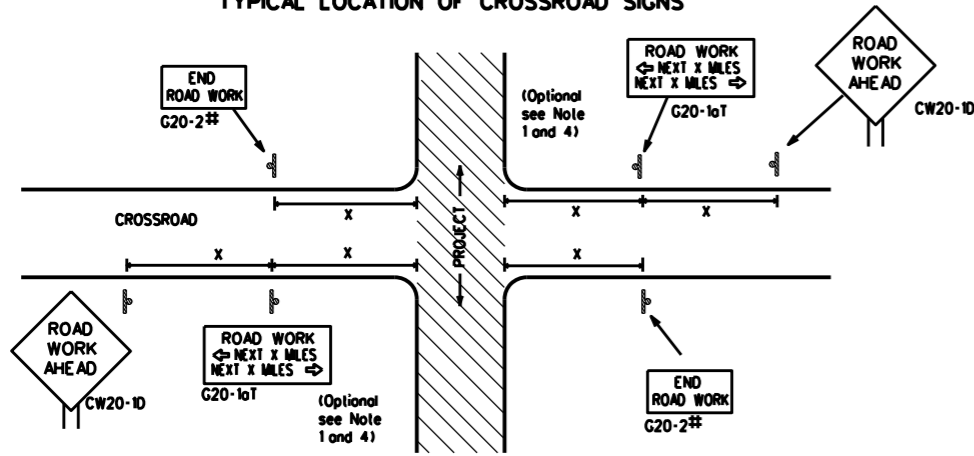 TYPICAL LOCATION OF CROSSROAD SIGNS
END
ROAD WORK
G20-2#
(Optional
see Note
1 and 4)
ROAD WORK
⇦ NEXT X MILES
NEXT X MILES ⇨
G20-1aT
ROAD
WORK
AHEAD
CW20-1D
CROSSROAD
X
X
X
X
X
X
PROJECT
ROAD
WORK
AHEAD
CW20-1D
ROAD WORK
⇦ NEXT X MILES
NEXT X MILES ⇨
G20-1aT
(Optional
see Note
1 and 4)
END
ROAD WORK
G20-2#